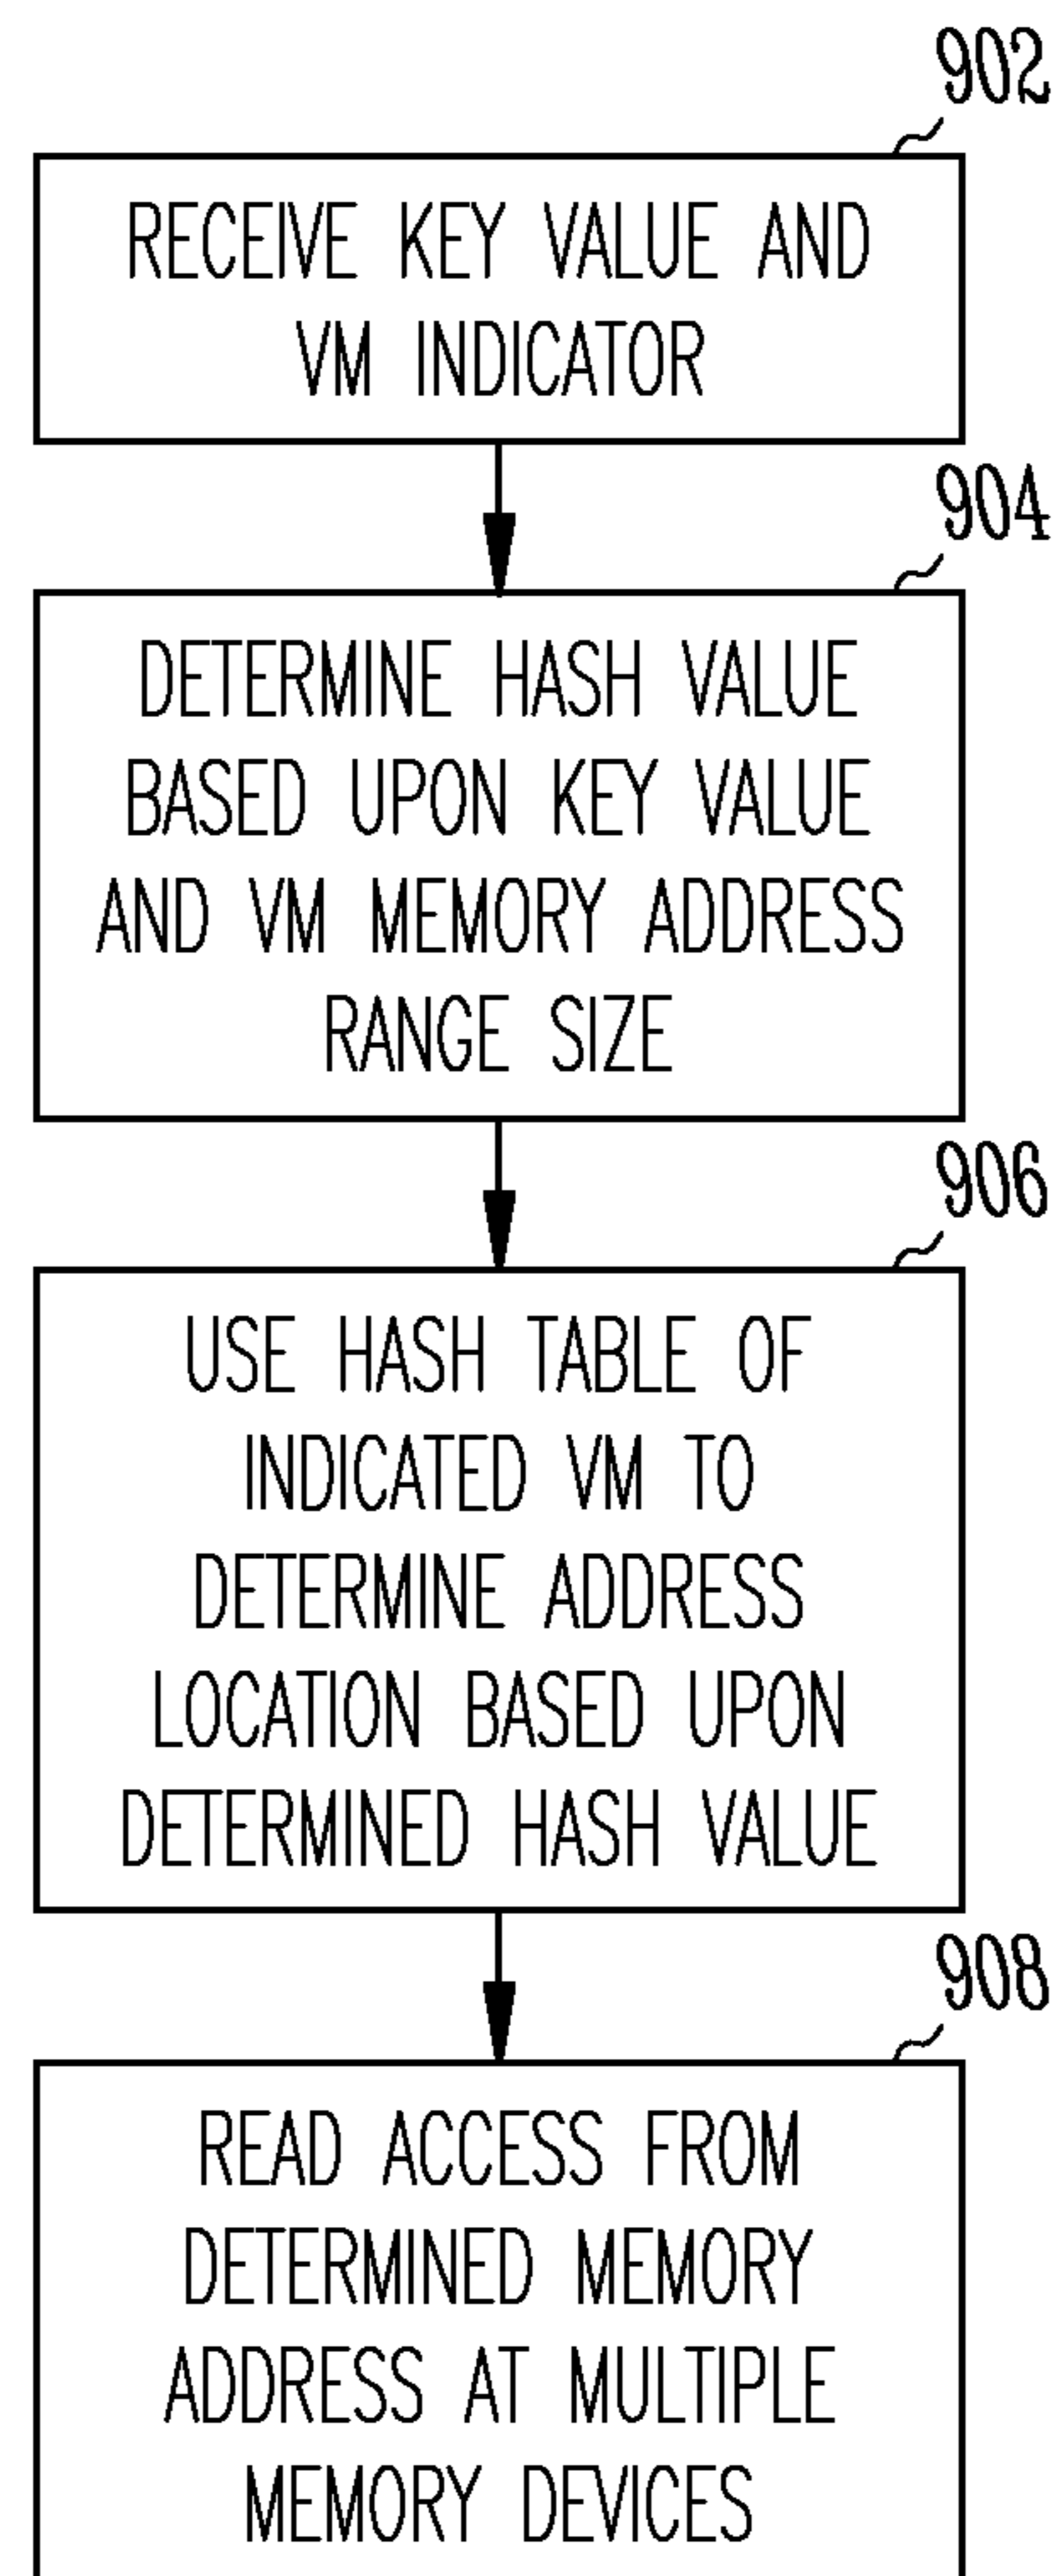 902
RECEIVE KEY VALUE AND
VM INDICATOR
904
DETERMINE HASH VALUE
BASED UPON KEY VALUE
AND VM MEMORY ADDRESS
RANGE SIZE
906
USE HASH TABLE OF
INDICATED VM TO
DETERMINE ADDRESS
LOCATION BASED UPON
DETERMINED HASH VALUE
908
READ ACCESS FROM
DETERMINED MEMORY
ADDRESS AT MULTIPLE
MEMORY DEVICES